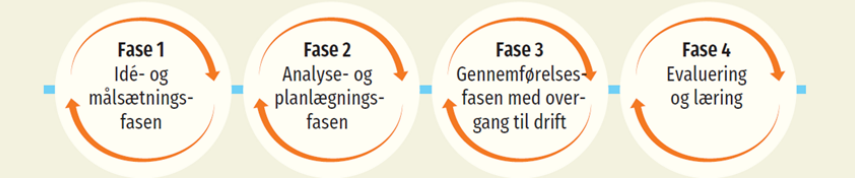 Fase 1
Idé- og
målsætnings-
fasen
Fase 2
Analyse- og
planlægnings-
fasen
Fase 3
Gennemførelses-
fasen med over-
gang til drift
Fase 4
Evaluering
og læring